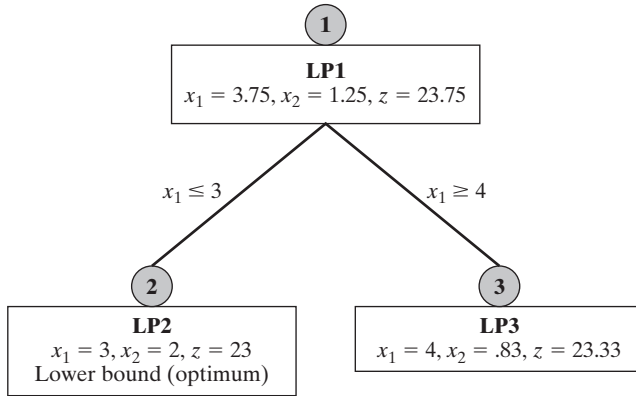 1
LP1
x₁ = 3.75, x₂ = 1.25, z = 23.75
x₁ ≤ 3
x₁ ≥ 4
2
LP2
x₁ = 3, x₂ = 2, z = 23
Lower bound (optimum)
3
LP3
x₁ = 4, x₂ = .83, z = 23.33